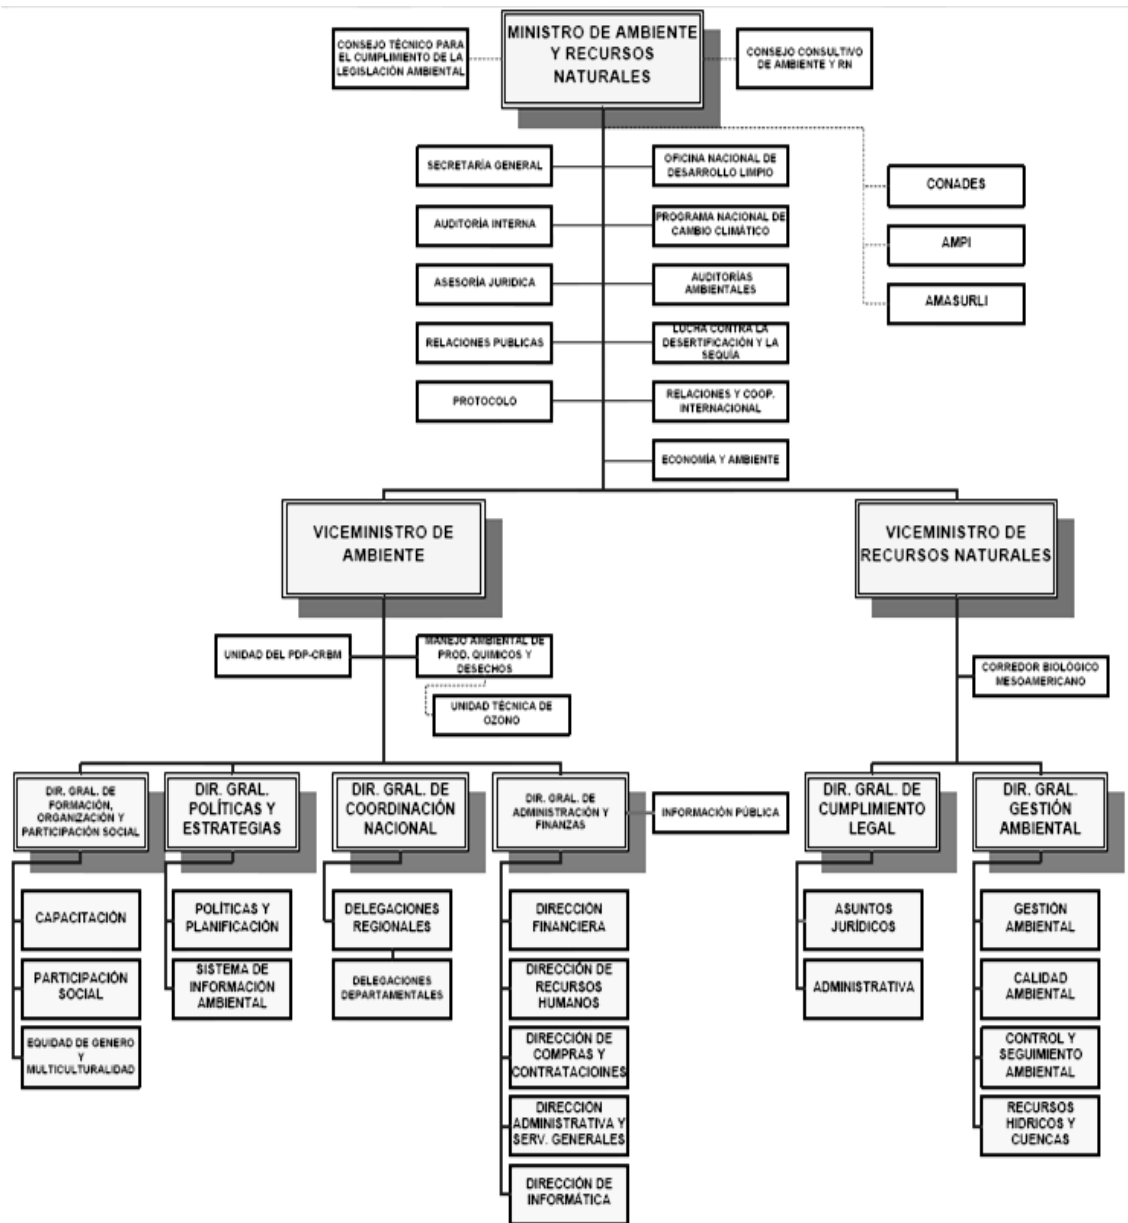 MINISTRO DE AMBIENTE
Y RECURSOS
NATURALES
CONSEJO TÉCNICO PARA
EL CUMPLIMIENTO DE LA
LEGISLACIÓN AMBIENTAL
CONSEJO CONSULTIVO
DE AMBIENTE Y RN
SECRETARÍA GENERAL
OFICINA NACIONAL DE
DESARROLLO LIMPIO
CONADES
AUDITORÍA INTERNA
PROGRAMA NACIONAL DE
CAMBIO CLIMÁTICO
AMPI
ASESORÍA JURIDICA
AUDITORÍAS
AMBIENTALES
AMASURLI
RELACIONES PUBLICAS
LUCHA CONTRA LA
DESERTIFICACIÓN Y LA
SEQUÍA
PROTOCOLO
RELACIONES Y COOP.
INTERNACIONAL
ECONOMÍA Y AMBIENTE
VICEMINISTRO DE
AMBIENTE
VICEMINISTRO DE
RECURSOS NATURALES
UNIDAD DEL PDP-CRBM
MANEJO AMBIENTAL DE
PROD. QUIMICOS Y
DESECHOS
UNIDAD TÉCNICA DE
OZONO
CORREDOR BIOLÓGICO
MESOAMERICANO
DIR. GRAL. DE
FORMACIÓN,
ORGANIZACIÓN Y
PARTICIPACIÓN SOCIAL
DIR. GRAL.
POLÍTICAS Y
ESTRATEGIAS
DIR. GRAL. DE
COORDINACIÓN
NACIONAL
DIR. GRAL. DE
ADMINISTRACIÓN Y
FINANZAS
INFORMACIÓN PÚBLICA
DIR. GRAL. DE
CUMPLIMIENTO
LEGAL
DIR. GRAL.
GESTIÓN
AMBIENTAL
CAPACITACIÓN
PARTICIPACIÓN
SOCIAL
EQUIDAD DE GENERO
Y
MULTICULTURALIDAD
POLÍTICAS Y
PLANIFICACIÓN
SISTEMA DE
INFORMACIÓN
AMBIENTAL
DELEGACIONES
REGIONALES
DELEGACIONES
DEPARTAMENTALES
DIRECCIÓN
FINANCIERA
DIRECCIÓN DE
RECURSOS
HUMANOS
DIRECCIÓN DE
COMPRAS Y
CONTRATACIOINES
DIRECCIÓN
ADMINISTRATIVA Y
SERV. GENERALES
DIRECCIÓN DE
INFORMÁTICA
ASUNTOS
JURÍDICOS
ADMINISTRATIVA
GESTIÓN
AMBIENTAL
CALIDAD
AMBIENTAL
CONTROL Y
SEGUIMIENTO
AMBIENTAL
RECURSOS
HIDRICOS Y
CUENCAS